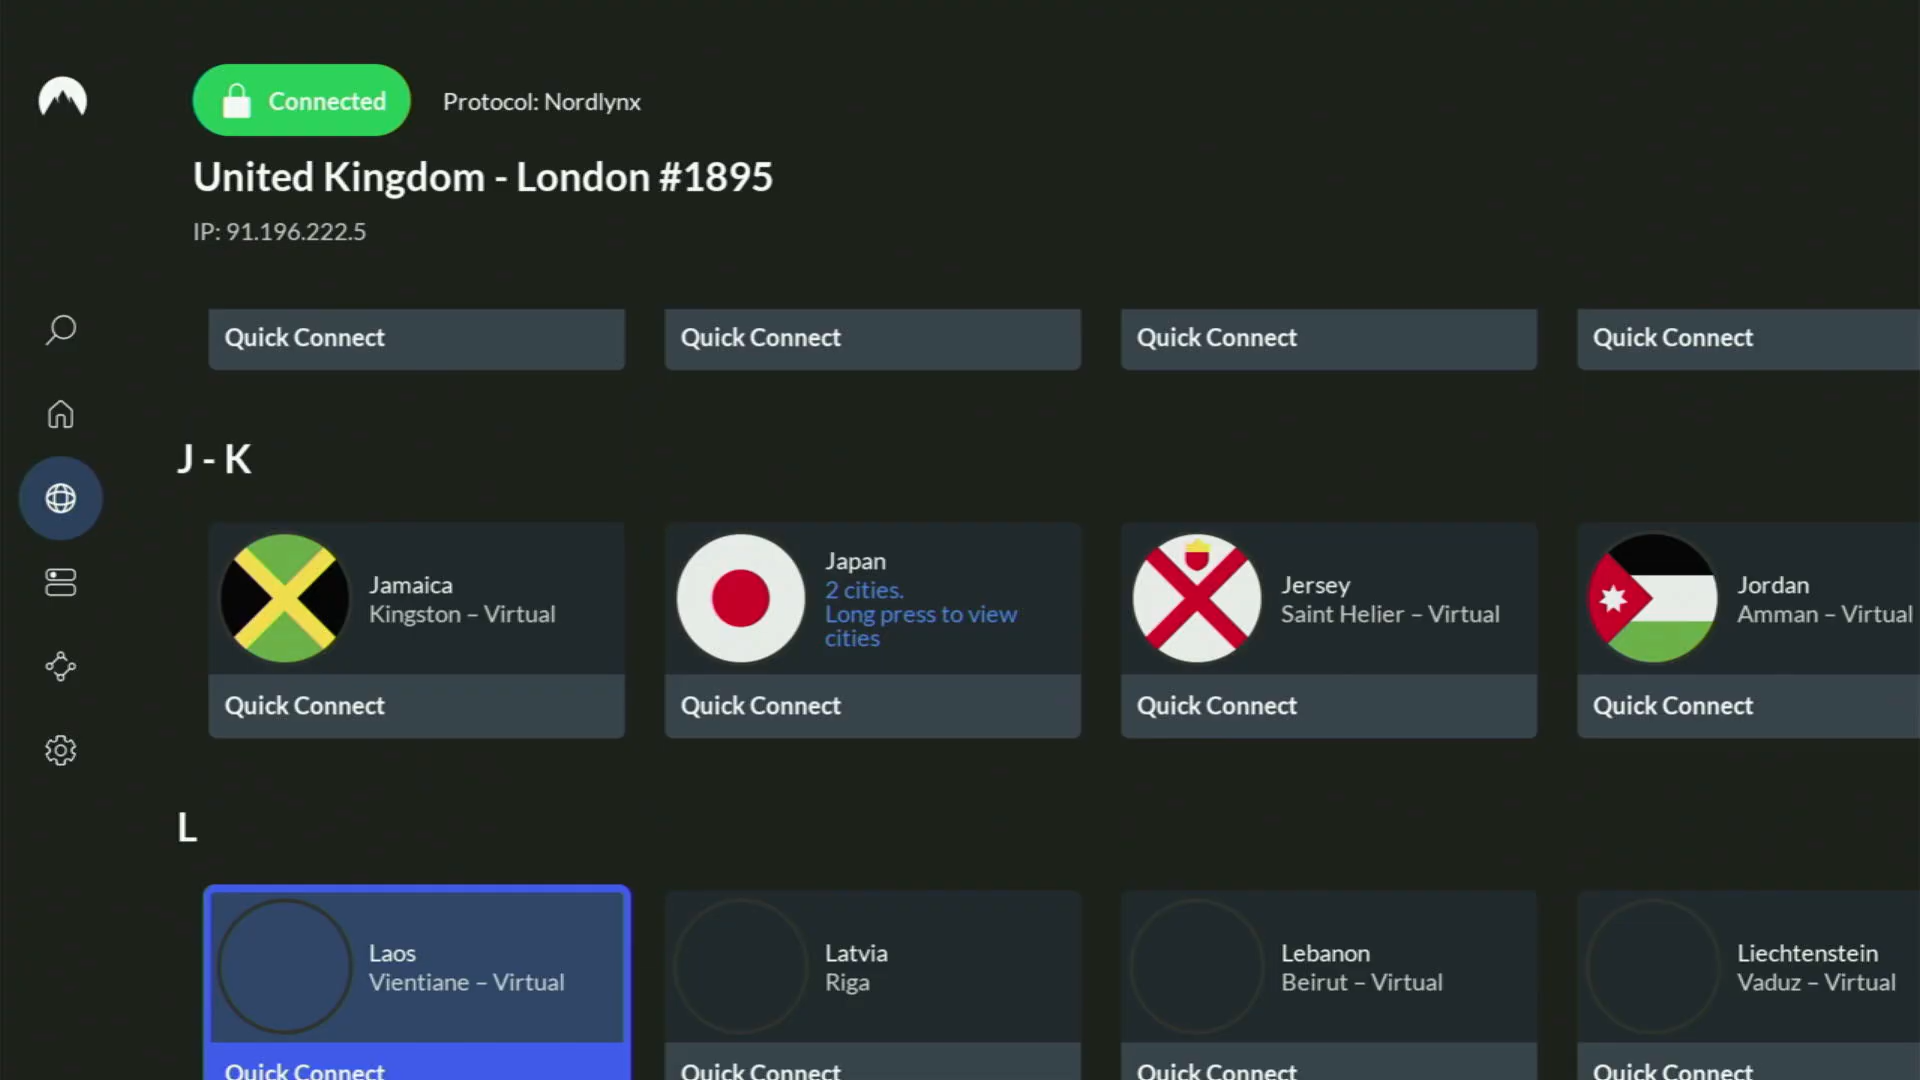 Connected
Protocol: Nordlynx
United Kingdom - London #1895
IP: 91.196.222.5
Quick Connect
Quick Connect
Quick Connect
Quick Connect
J - K
Jamaica
Kingston – Virtual
Quick Connect
Japan
2 cities.
Long press to view
cities
Quick Connect
Jersey
Saint Helier – Virtual
Quick Connect
Jordan
Amman – Virtual
Quick Connect
L
Laos
Vientiane – Virtual
Quick Connect
Latvia
Riga
Quick Connect
Lebanon
Beirut – Virtual
Quick Connect
Liechtenstein
Vaduz – Virtual
Quick Connect